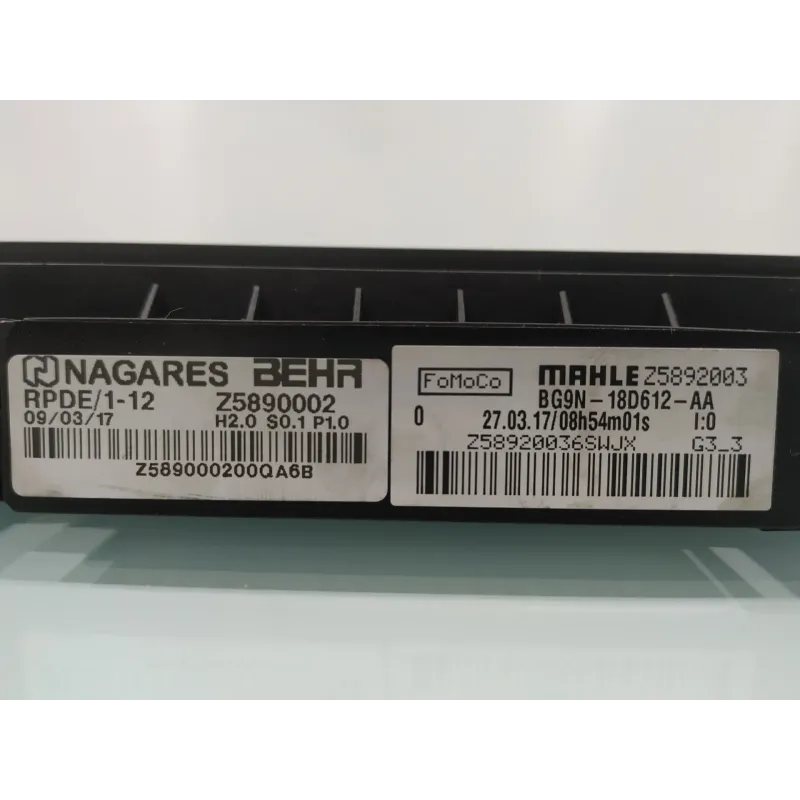 NAGARES BEHR
RPDE/1-12 Z5890002
09/03/17 H2.0 S0.1 P1.0
Z589000200QA6B
FoMoCo MAHLE Z5892003
BG9N-18D612-AA
0 27.03.17/08h54m01s I:0
Z58920036SWJX G3_3